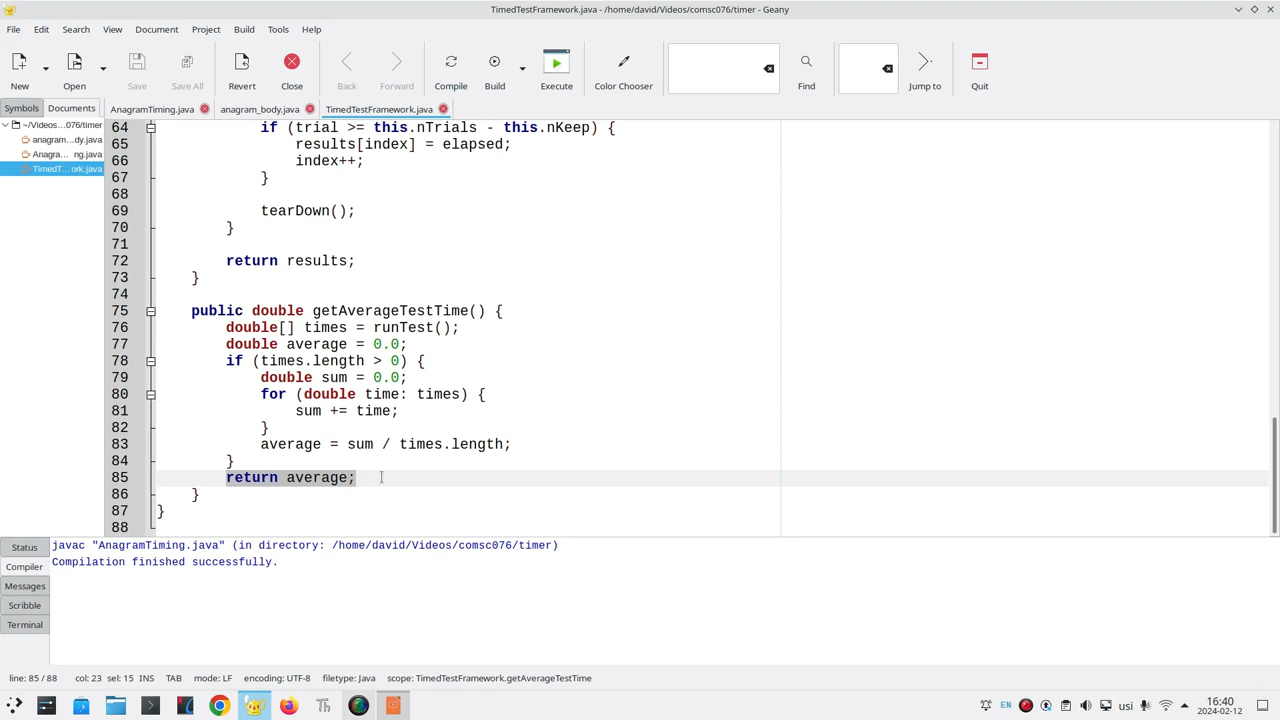 TimedTestFramework.java - /home/david/Videos/comsc076/timer - Geany
File Edit Search View Document Project Build Tools Help
New Open Save Save All Revert Close Back Forward Compile Build Execute Color Chooser Find Jump to Quit
Symbols Documents AnagramTiming.java anagram_body.java TimedTestFramework.java
~/Videos...076/timer
anagram...dy.java
Anagra... ng.java
TimedT...ork.java
64 if (trial >= this.nTrials - this.nKeep) {
65 results[index] = elapsed;
66 index++;
67 }
68
69 tearDown();
70 }
71
72 return results;
73 }
74
75 public double getAverageTestTime() {
76 double[] times = runTest();
77 double average = 0.0;
78 if (times.length > 0) {
79 double sum = 0.0;
80 for (double time: times) {
81 sum += time;
82 }
83 average = sum / times.length;
84 }
85 return average;
86 }
87 }
88
Status
Compiler
Messages
Scribble
Terminal
javac "AnagramTiming.java" (in directory: /home/david/Videos/comsc076/timer)
Compilation finished successfully.
line: 85 / 88 col: 23 sel: 15 INS TAB mode: LF encoding: UTF-8 filetype: Java scope: TimedTestFramework.getAverageTestTime
Th EN usi 16:40
2024-02-12